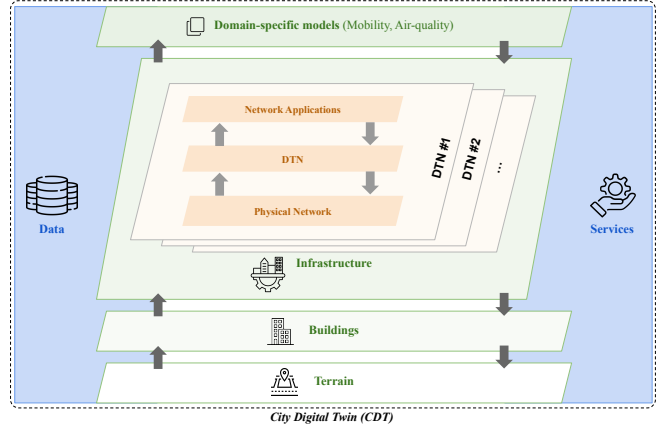 Domain-specific models (Mobility, Air-quality)
Network Applications
DTN
Physical Network
DTN #1
DTN #2
...
Data
Services
Infrastructure
Buildings
Terrain
City Digital Twin (CDT)